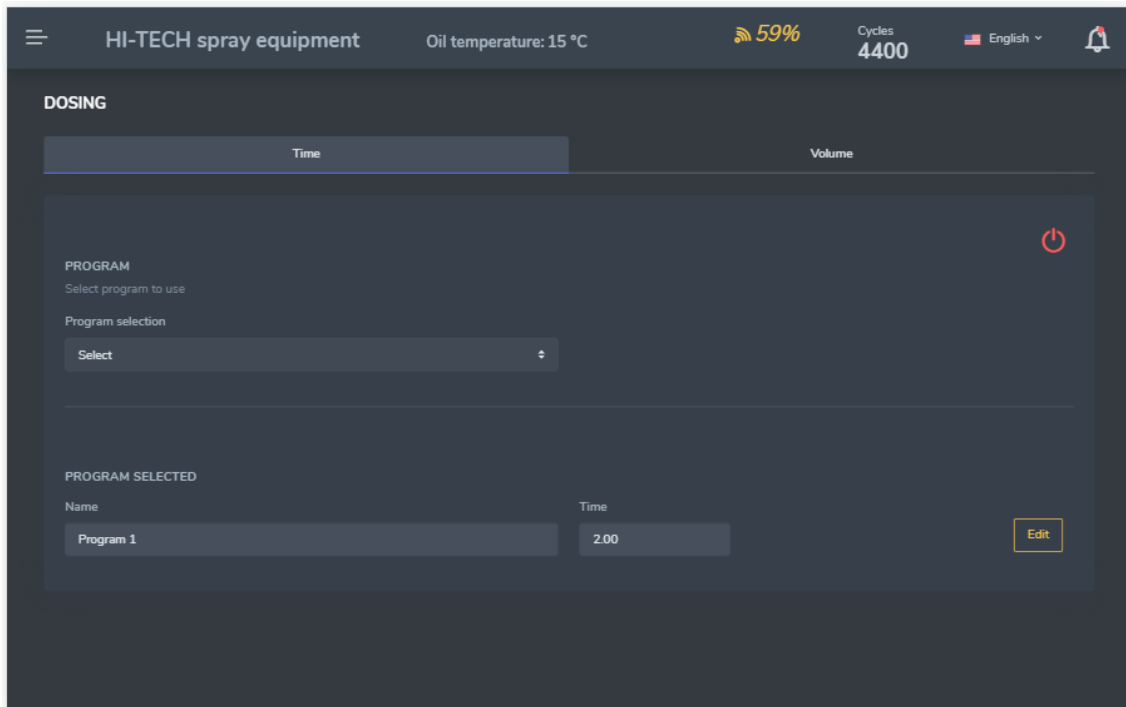 HI-TECH spray equipment
Oil temperature: 15 °C
59%
Cycles
4400
English
DOSING
Time
Volume
PROGRAM
Select program to use
Program selection
Select
PROGRAM SELECTED
Name
Time
Program 1
2.00
Edit